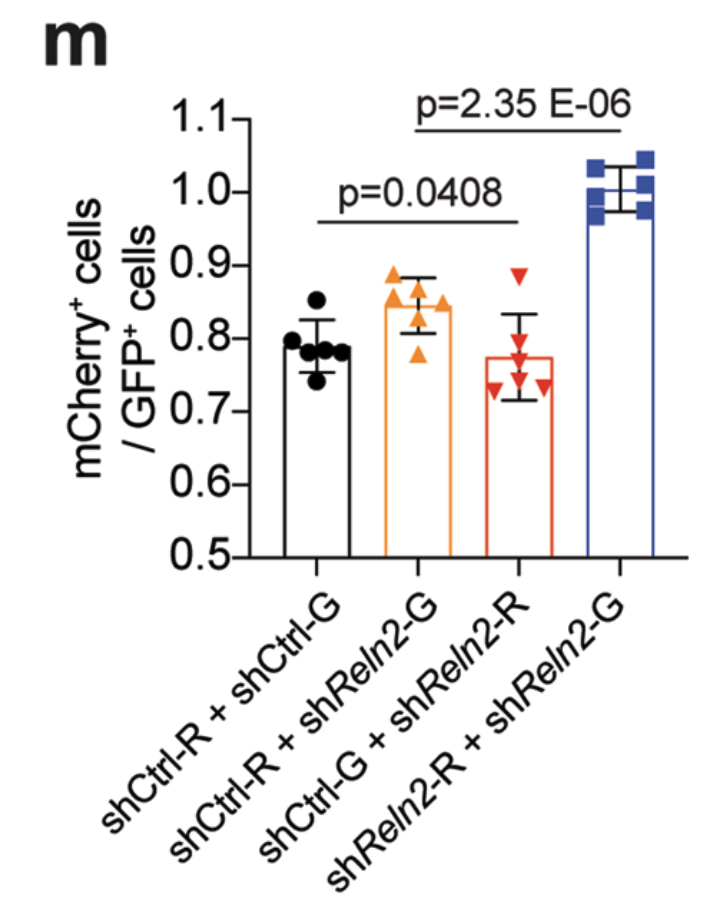 m
p=2.35 E-06
p=0.0408
mCherry⁺ cells
/ GFP⁺ cells
1.1
1.0
0.9
0.8
0.7
0.6
0.5
shCtrl-R + shCtrl-G
shCtrl-R + shReln2-G
shCtrl-G + shReln2-R
shReln2-R + shReln2-G